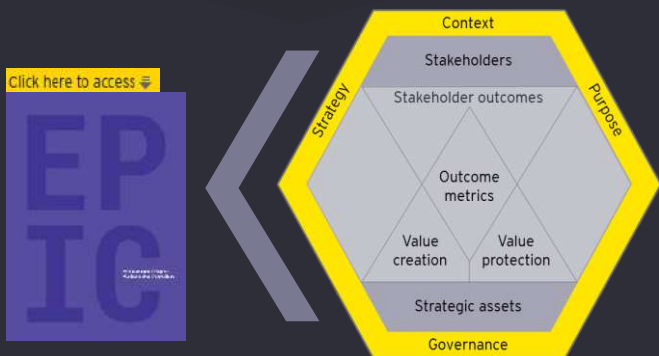 Click here to access
EP
IC
Context
Stakeholders
Stakeholder outcomes
Strategy
Purpose
Outcome
metrics
Value
creation
Value
protection
Strategic assets
Governance